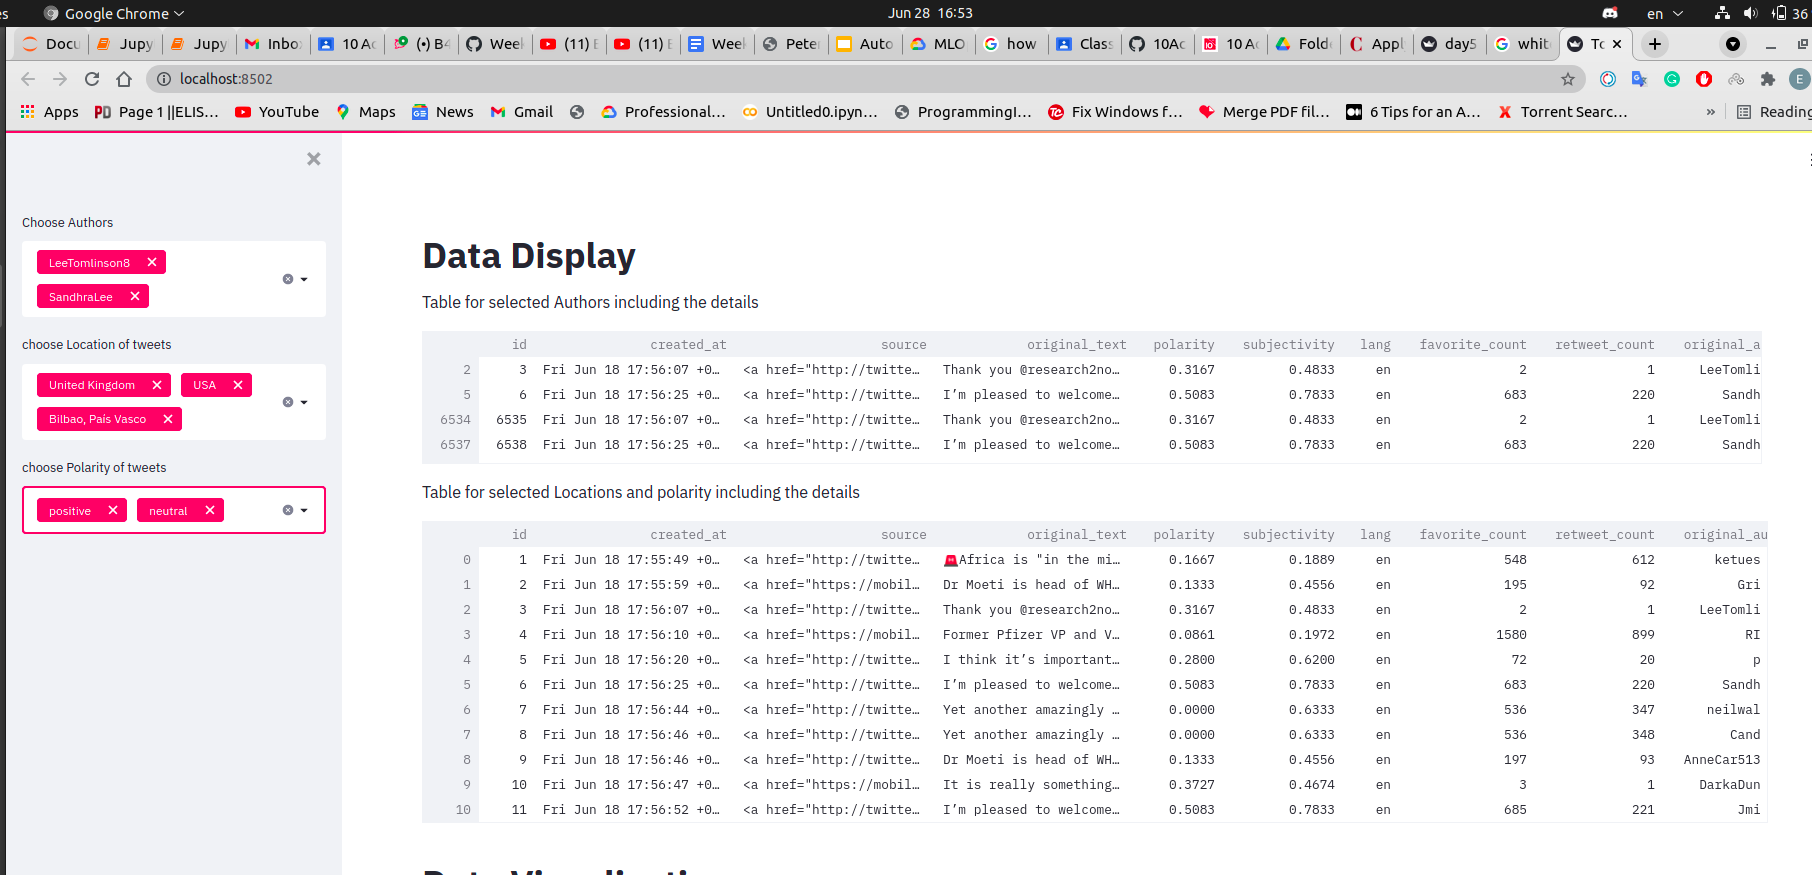 es Google Chrome Jun 28 16:53 en 36
Docu Jupy Jupy Inbo 10 Ac (•) B4 Week (11) E (11) E Week Peter Auto MLO how Class 10Ac 10 Ac Folde Appl day5 whit To
localhost:8502 E
Apps Page 1 ||ELIS... YouTube Maps News Gmail Professional... Untitled0.ipyn... ProgrammingI... Fix Windows f... Merge PDF fil... 6 Tips for an A... Torrent Searc... » Reading
Choose Authors
LeeTomlinson8
SandhraLee
choose Location of tweets
United Kingdom USA
Bilbao, País Vasco
choose Polarity of tweets
positive neutral
Data Display
Table for selected Authors including the details
id created_at source original_text polarity subjectivity lang favorite_count retweet_count original_a
2 3 Fri Jun 18 17:56:07 +0… <a href="http://twitte… Thank you @research2no… 0.3167 0.4833 en 2 1 LeeTomli
5 6 Fri Jun 18 17:56:25 +0… <a href="http://twitte… I’m pleased to welcome… 0.5083 0.7833 en 683 220 Sandh
6534 6535 Fri Jun 18 17:56:07 +0… <a href="http://twitte… Thank you @research2no… 0.3167 0.4833 en 2 1 LeeTomli
6537 6538 Fri Jun 18 17:56:25 +0… <a href="http://twitte… I’m pleased to welcome… 0.5083 0.7833 en 683 220 Sandh
Table for selected Locations and polarity including the details
id created_at source original_text polarity subjectivity lang favorite_count retweet_count original_au
0 1 Fri Jun 18 17:55:49 +0… <a href="http://twitte… 🚨Africa is "in the mi… 0.1667 0.1889 en 548 612 ketues
1 2 Fri Jun 18 17:55:59 +0… <a href="https://mobil… Dr Moeti is head of WH… 0.1333 0.4556 en 195 92 Gri
2 3 Fri Jun 18 17:56:07 +0… <a href="http://twitte… Thank you @research2no… 0.3167 0.4833 en 2 1 LeeTomli
3 4 Fri Jun 18 17:56:10 +0… <a href="https://mobil… Former Pfizer VP and V… 0.0861 0.1972 en 1580 899 RI
4 5 Fri Jun 18 17:56:20 +0… <a href="http://twitte… I think it’s important… 0.2800 0.6200 en 72 20 p
5 6 Fri Jun 18 17:56:25 +0… <a href="http://twitte… I’m pleased to welcome… 0.5083 0.7833 en 683 220 Sandh
6 7 Fri Jun 18 17:56:44 +0… <a href="http://twitte… Yet another amazingly … 0.0000 0.6333 en 536 347 neilwal
7 8 Fri Jun 18 17:56:46 +0… <a href="http://twitte… Yet another amazingly … 0.0000 0.6333 en 536 348 Cand
8 9 Fri Jun 18 17:56:46 +0… <a href="http://twitte… Dr Moeti is head of WH… 0.1333 0.4556 en 197 93 AnneCar513
9 10 Fri Jun 18 17:56:47 +0… <a href="https://mobil… It is really something… 0.3727 0.4674 en 3 1 DarkaDun
10 11 Fri Jun 18 17:56:52 +0… <a href="http://twitte… I’m pleased to welcome… 0.5083 0.7833 en 685 221 Jmi